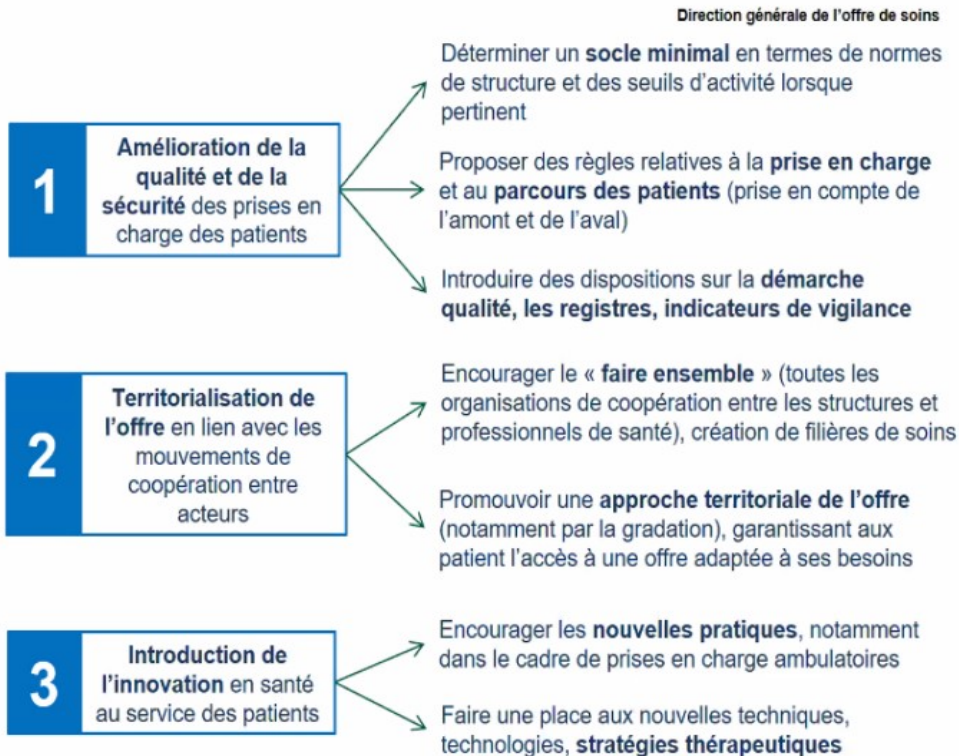 Direction générale de l'offre de soins
1
Amélioration de la
qualité et de la
sécurité des prises en
charge des patients
Déterminer un socle minimal en termes de normes
de structure et des seuils d'activité lorsque
pertinent
Proposer des règles relatives à la prise en charge
et au parcours des patients (prise en compte de
l'amont et de l'aval)
Introduire des dispositions sur la démarche
qualité, les registres, indicateurs de vigilance
2
Territorialisation de
l'offre en lien avec les
mouvements de
coopération entre
acteurs
Encourager le « faire ensemble » (toutes les
organisations de coopération entre les structures et
professionnels de santé), création de filières de soins
Promouvoir une approche territoriale de l'offre
(notamment par la gradation), garantissant aux
patient l'accès à une offre adaptée à ses besoins
3
Introduction de
l'innovation en santé
au service des patients
Encourager les nouvelles pratiques, notamment
dans le cadre de prises en charge ambulatoires
Faire une place aux nouvelles techniques,
technologies, stratégies thérapeutiques